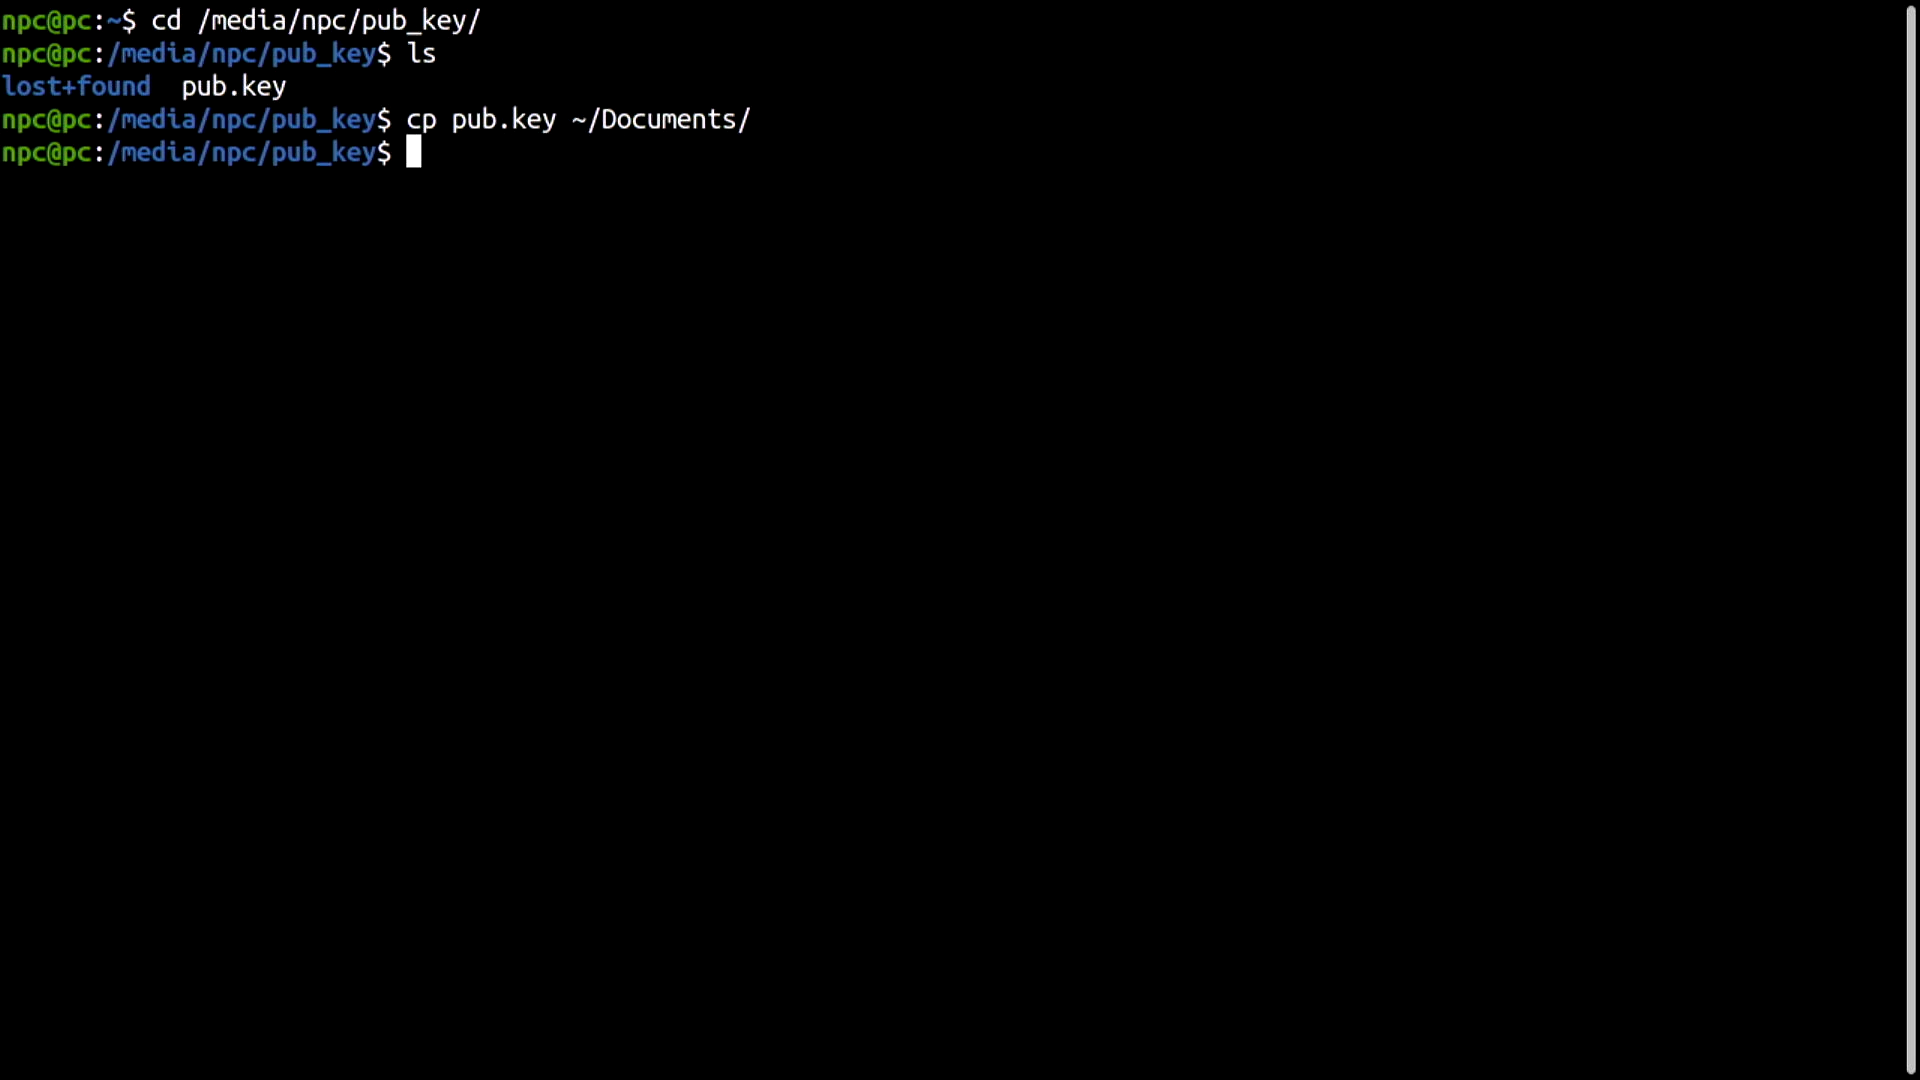 npc@pc:~$ cd /media/npc/pub_key/
npc@pc:/media/npc/pub_key$ ls
lost+found  pub.key
npc@pc:/media/npc/pub_key$ cp pub.key ~/Documents/
npc@pc:/media/npc/pub_key$